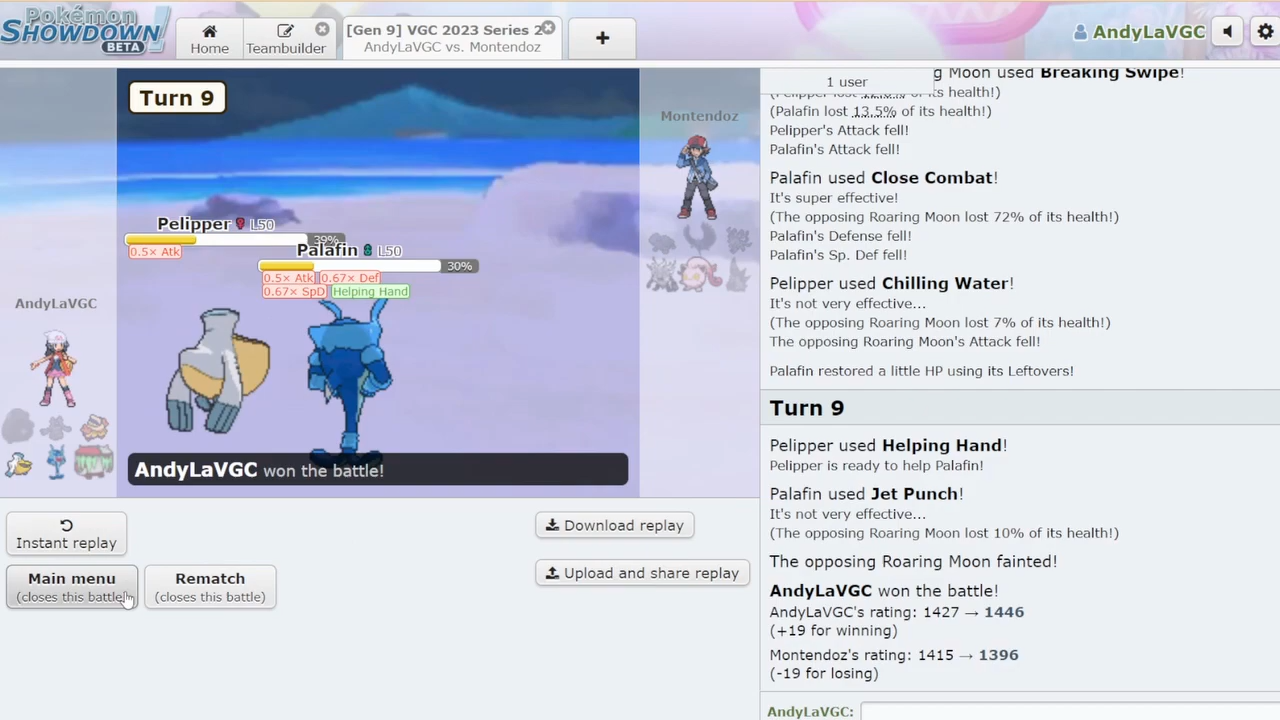 Pokémon
SHOWDOWN!
BETA
Home
Teambuilder
[Gen 9] VGC 2023 Series 2
AndyLaVGC vs. Montendoz
+
AndyLaVGC
Turn 9
Pelipper L50
39%
0.5× Atk
Palafin L50
30%
0.5× Atk 0.67× Def
0.67× SpD Helping Hand
AndyLaVGC
Montendoz
AndyLaVGC won the battle!
Instant replay
Main menu
(closes this battle)
Rematch
(closes this battle)
Download replay
Upload and share replay
1 user
g Moon used Breaking Swipe!
of its health!)
(Palafin lost 13.5% of its health!)
Pelipper's Attack fell!
Palafin's Attack fell!
Palafin used Close Combat!
It's super effective!
(The opposing Roaring Moon lost 72% of its health!)
Palafin's Defense fell!
Palafin's Sp. Def fell!
Pelipper used Chilling Water!
It's not very effective...
(The opposing Roaring Moon lost 7% of its health!)
The opposing Roaring Moon's Attack fell!
Palafin restored a little HP using its Leftovers!
Turn 9
Pelipper used Helping Hand!
Pelipper is ready to help Palafin!
Palafin used Jet Punch!
It's not very effective...
(The opposing Roaring Moon lost 10% of its health!)
The opposing Roaring Moon fainted!
AndyLaVGC won the battle!
AndyLaVGC's rating: 1427 → 1446
(+19 for winning)
Montendoz's rating: 1415 → 1396
(-19 for losing)
AndyLaVGC: